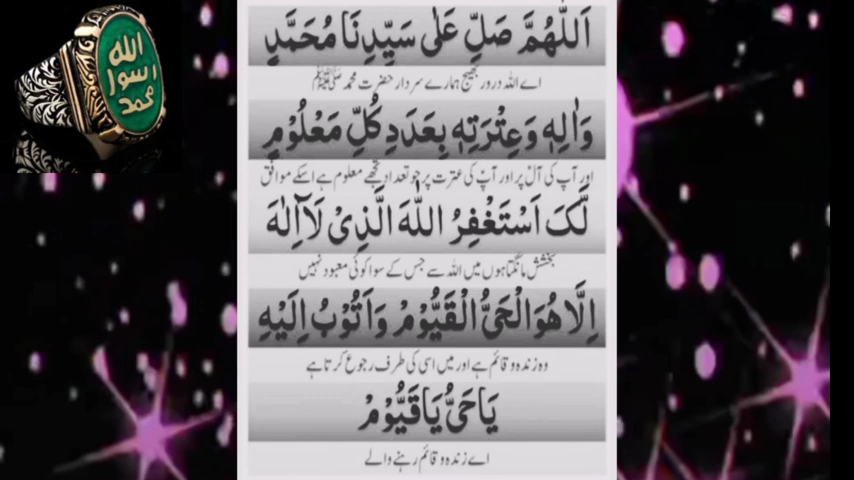 اَللّٰهُمَّ صَلِّ عَلٰى سَيِّدِنَا مُحَمَّدٍ
اے اللہ درود بھیج ہمارے سردار حضرت محمد ﷺ
وَاٰلِهٖ وَعِتْرَتِهٖ بِعَدَدِ كُلِّ مَعْلُوْمٍ
اور آپ کی آل پر اور آپ کی عترت پر جو تعداد تجھے معلوم ہے اسکے موافق
لَّكَ اَسْتَغْفِرُ اللّٰهَ الَّذِىْ لَآ اِلٰهَ
بخشش مانگتا ہوں میں اللہ سے جس کے سوا کوئی معبود نہیں
اِلَّا هُوَ الْحَىُّ الْقَيُّوْمُ وَاَتُوْبُ اِلَيْهِ
وہ زندہ و قائم ہے اور میں اسی کی طرف رجوع کرتا ہے
يَاحَىُّ يَاقَيُّوْمُ
اے زندہ و قائم رہنے والے
الله
رسول
محمد